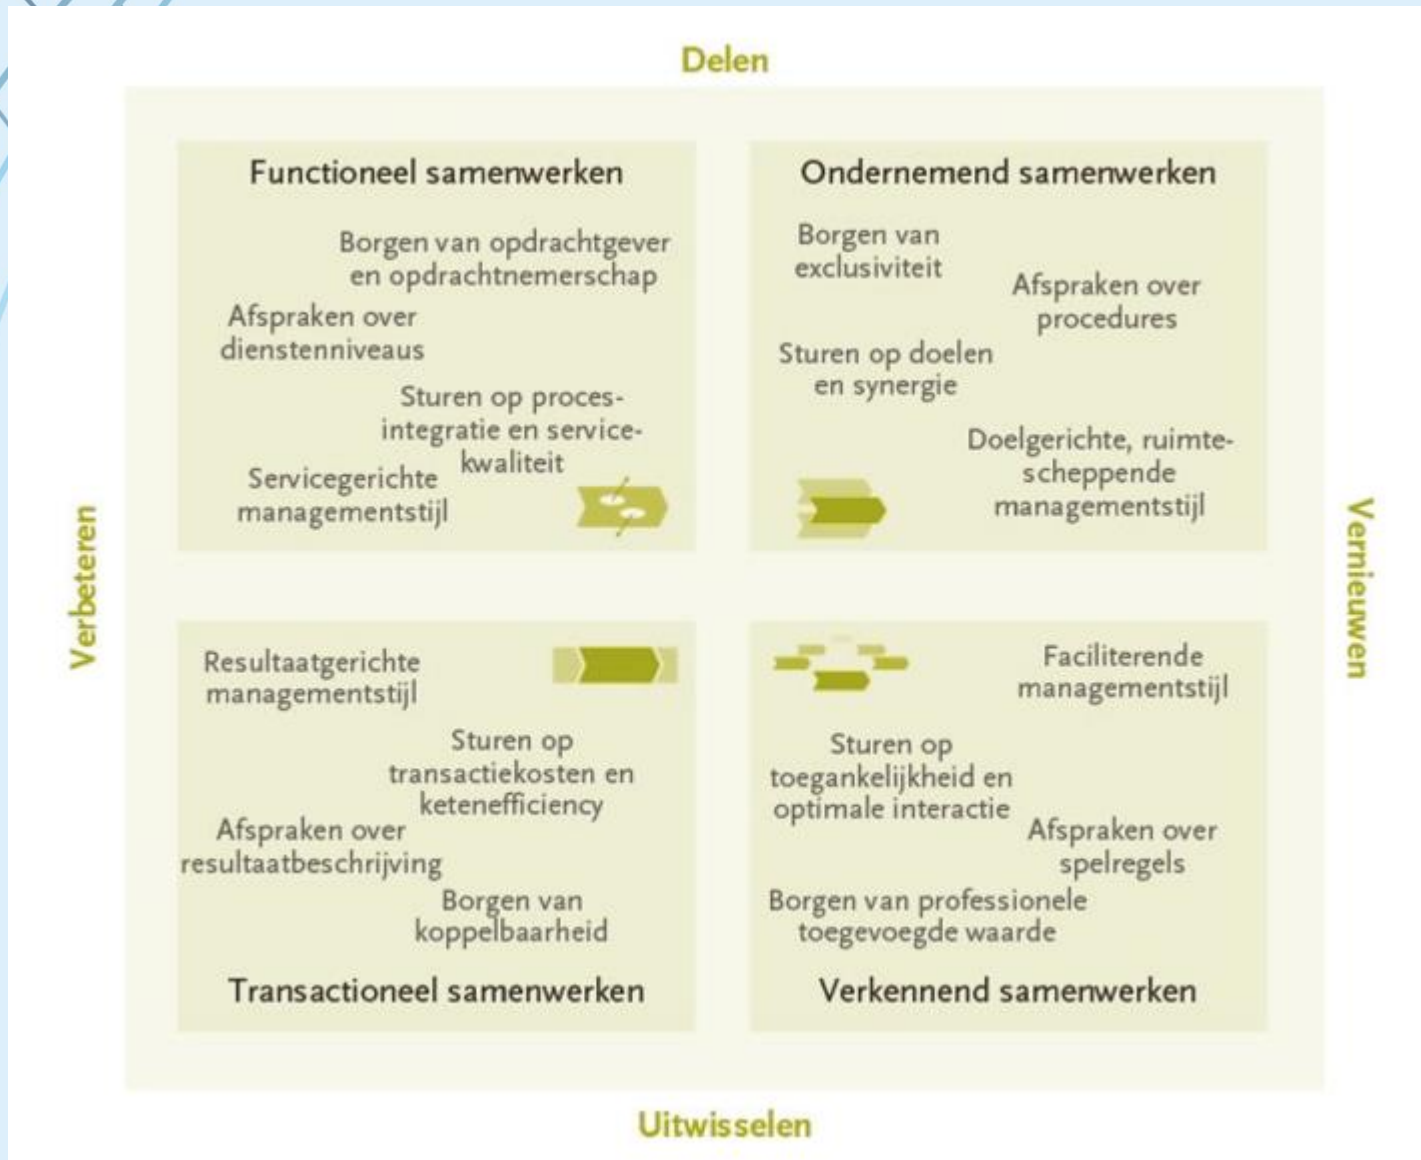 Delen
Functioneel samenwerken
Borgen van opdrachtgever
en opdrachtnemerschap
Afspraken over
dienstenniveaus
Sturen op proces-
integratie en service-
kwaliteit
Servicegerichte
managementstijl
Ondernemend samenwerken
Borgen van
exclusiviteit
Afspraken over
procedures
Sturen op doelen
en synergie
Doelgerichte, ruimte-
scheppende
managementstijl
Verbeteren
Vernieuwen
Resultaatgerichte
managementstijl
Sturen op
transactiekosten en
ketenefficiency
Afspraken over
resultaatbeschrijving
Borgen van
koppelbaarheid
Transactioneel samenwerken
Faciliterende
managementstijl
Sturen op
toegankelijkheid en
optimale interactie
Afspraken over
spelregels
Borgen van professionele
toegevoegde waarde
Verkennend samenwerken
Uitwisselen